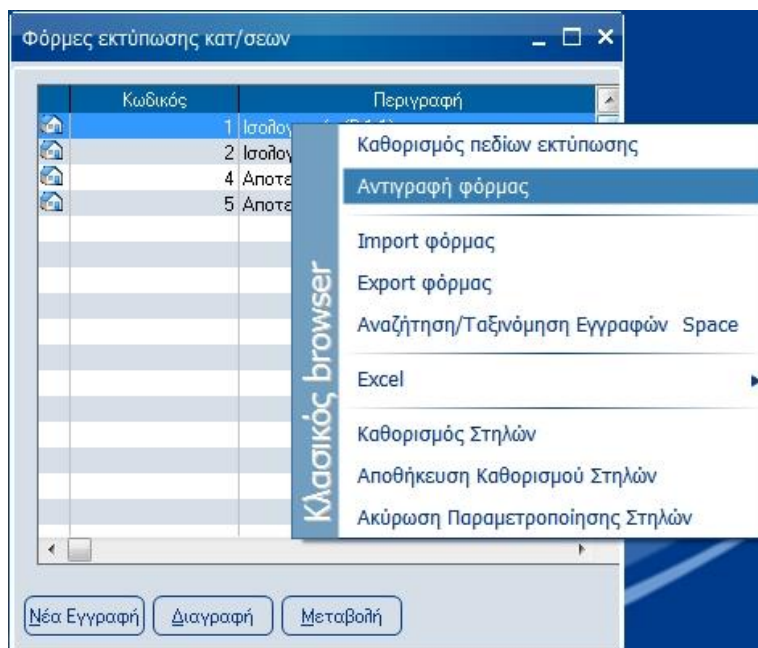 Φόρμες εκτύπωσης κατ/σεων
Κωδικός Περιγραφή
1
2
4
5
Καθορισμός πεδίων εκτύπωσης
Αντιγραφή φόρμας
Import φόρμας
Export φόρμας
Αναζήτηση/Ταξινόμηση Εγγραφών Space
Excel
Καθορισμός Στηλών
Αποθήκευση Καθορισμού Στηλών
Ακύρωση Παραμετροποίησης Στηλών
Κλασικός browser
Νέα Εγγραφή Διαγραφή Μεταβολή